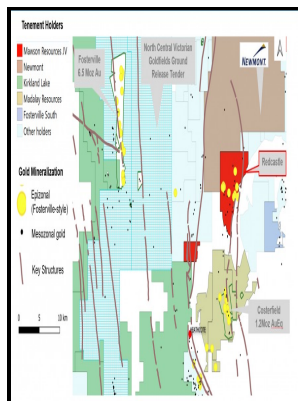 Tenement Holders
Mawson Resources JV
Newmont
Kirkland Lake
Mandalay Resources
Fosterville South
Other holders
Gold Mineralization
Epizonal
(Fosterville-style)
Mesozonal gold
Key Structures
0 5 10 km
Fosterville
6.5 Moz Au
North Central Victorian
Goldfields Ground
Release Tender
NEWMONT
Redcastle
Costerfield
1.2Moz AuEq
HEATHCOTE